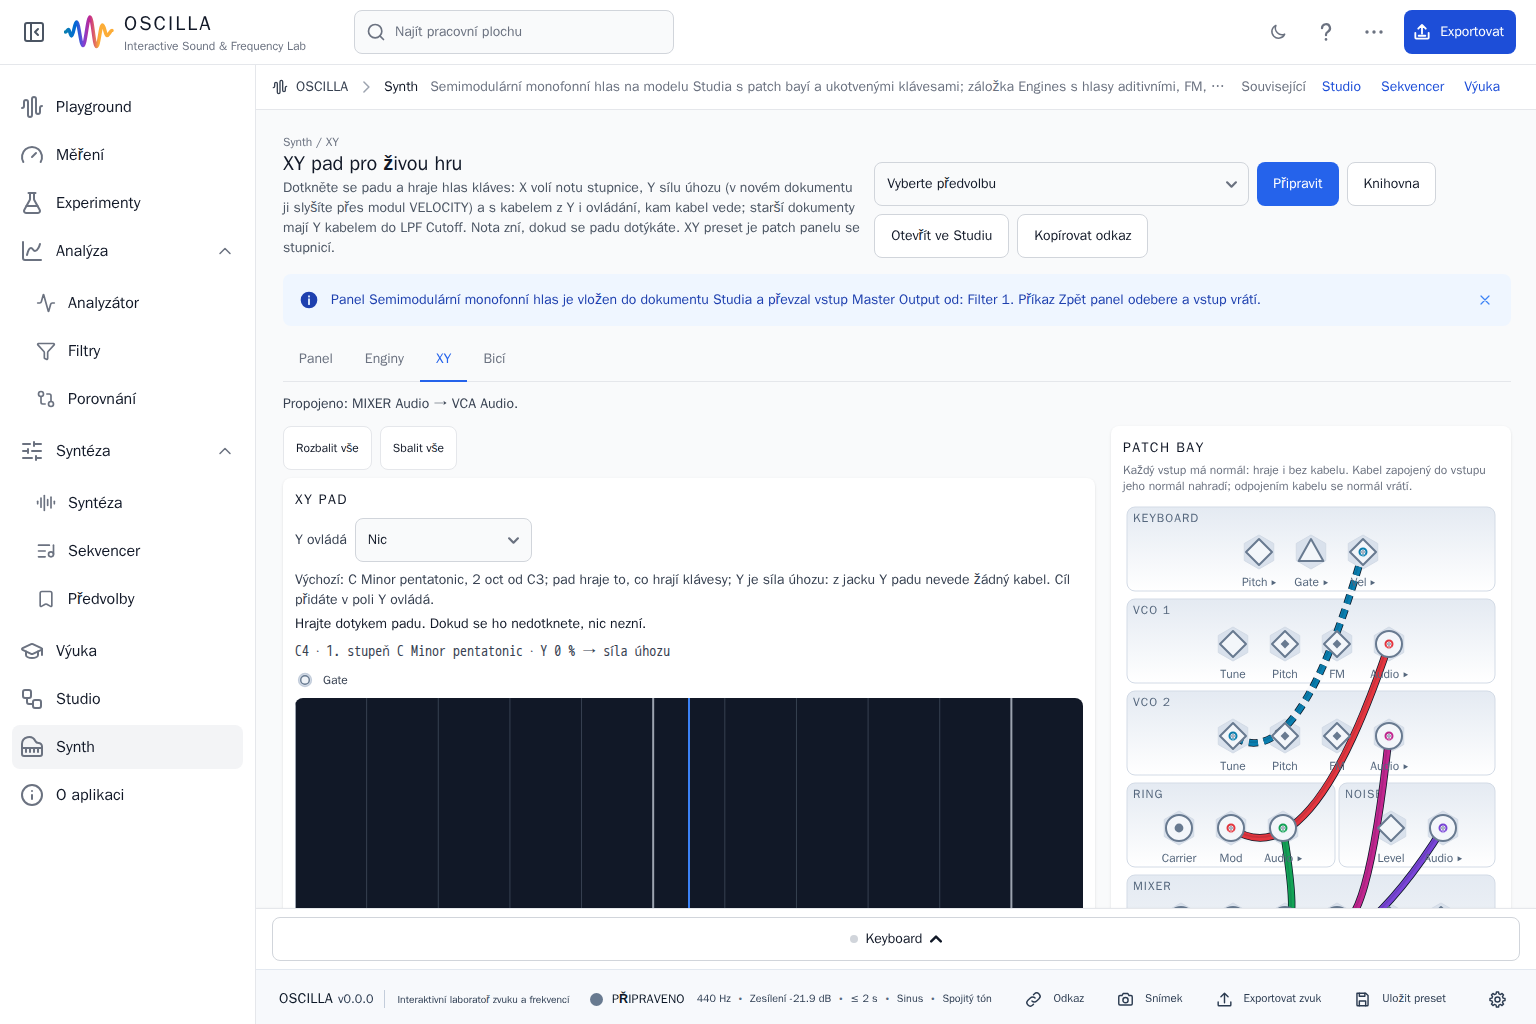 OSCILLA
Interactive Sound & Frequency Lab
Najít pracovní plochu
Exportovat
Playground
Měření
Experimenty
Analýza
Analyzátor
Filtry
Porovnání
Syntéza
Syntéza
Sekvencer
Předvolby
Výuka
Studio
Synth
O aplikaci
OSCILLA
Synth
Semimodulární monofonní hlas na modelu Studia s patch bayí a ukotvenými klávesami; záložka Engines s hlasy aditivními, FM, ···
Související
Studio
Sekvencer
Výuka
Synth / XY
XY pad pro živou hru
Dotkněte se padu a hraje hlas kláves: X volí notu stupnice, Y sílu úhozu (v novém dokumentu
ji slyšíte přes modul VELOCITY) a s kabelem z Y i ovládání, kam kabel vede; starší dokumenty
mají Y kabelem do LPF Cutoff. Nota zní, dokud se padu dotýkáte. XY preset je patch panelu se
stupnicí.
Vyberte předvolbu
Připravit
Knihovna
Otevřít ve Studiu
Kopírovat odkaz
Panel Semimodulární monofonní hlas je vložen do dokumentu Studia a převzal vstup Master Output od: Filter 1. Příkaz Zpět panel odebere a vstup vrátí.
Panel
Enginy
XY
Bicí
Propojeno: MIXER Audio → VCA Audio.
Rozbalit vše
Sbalit vše
XY PAD
Y ovládá
Nic
Výchozí: C Minor pentatonic, 2 oct od C3; pad hraje to, co hrají klávesy; Y je síla úhozu: z jacku Y padu nevede žádný kabel. Cíl
přidáte v poli Y ovládá.
Hrajte dotykem padu. Dokud se ho nedotknete, nic nezní.
C4 · 1. stupeň C Minor pentatonic · Y 0 % → síla úhozu
Gate
PATCH BAY
Každý vstup má normál: hraje i bez kabelu. Kabel zapojený do vstupu
jeho normál nahradí; odpojením kabelu se normál vrátí.
KEYBOARD
Pitch ▸
Gate ▸
Vel ▸
VCO 1
Tune
Pitch
FM
Audio ▸
VCO 2
Tune
Pitch
FM
Audio ▸
RING
Carrier
Mod
Audio ▸
NOISE
Level
Audio ▸
MIXER
Keyboard
OSCILLA v0.0.0
Interaktivní laboratoř zvuku a frekvencí
PŘIPRAVENO
440 Hz • Zesílení -21.9 dB • ≤ 2 s • Sinus • Spojitý tón
Odkaz
Snímek
Exportovat zvuk
Uložit preset